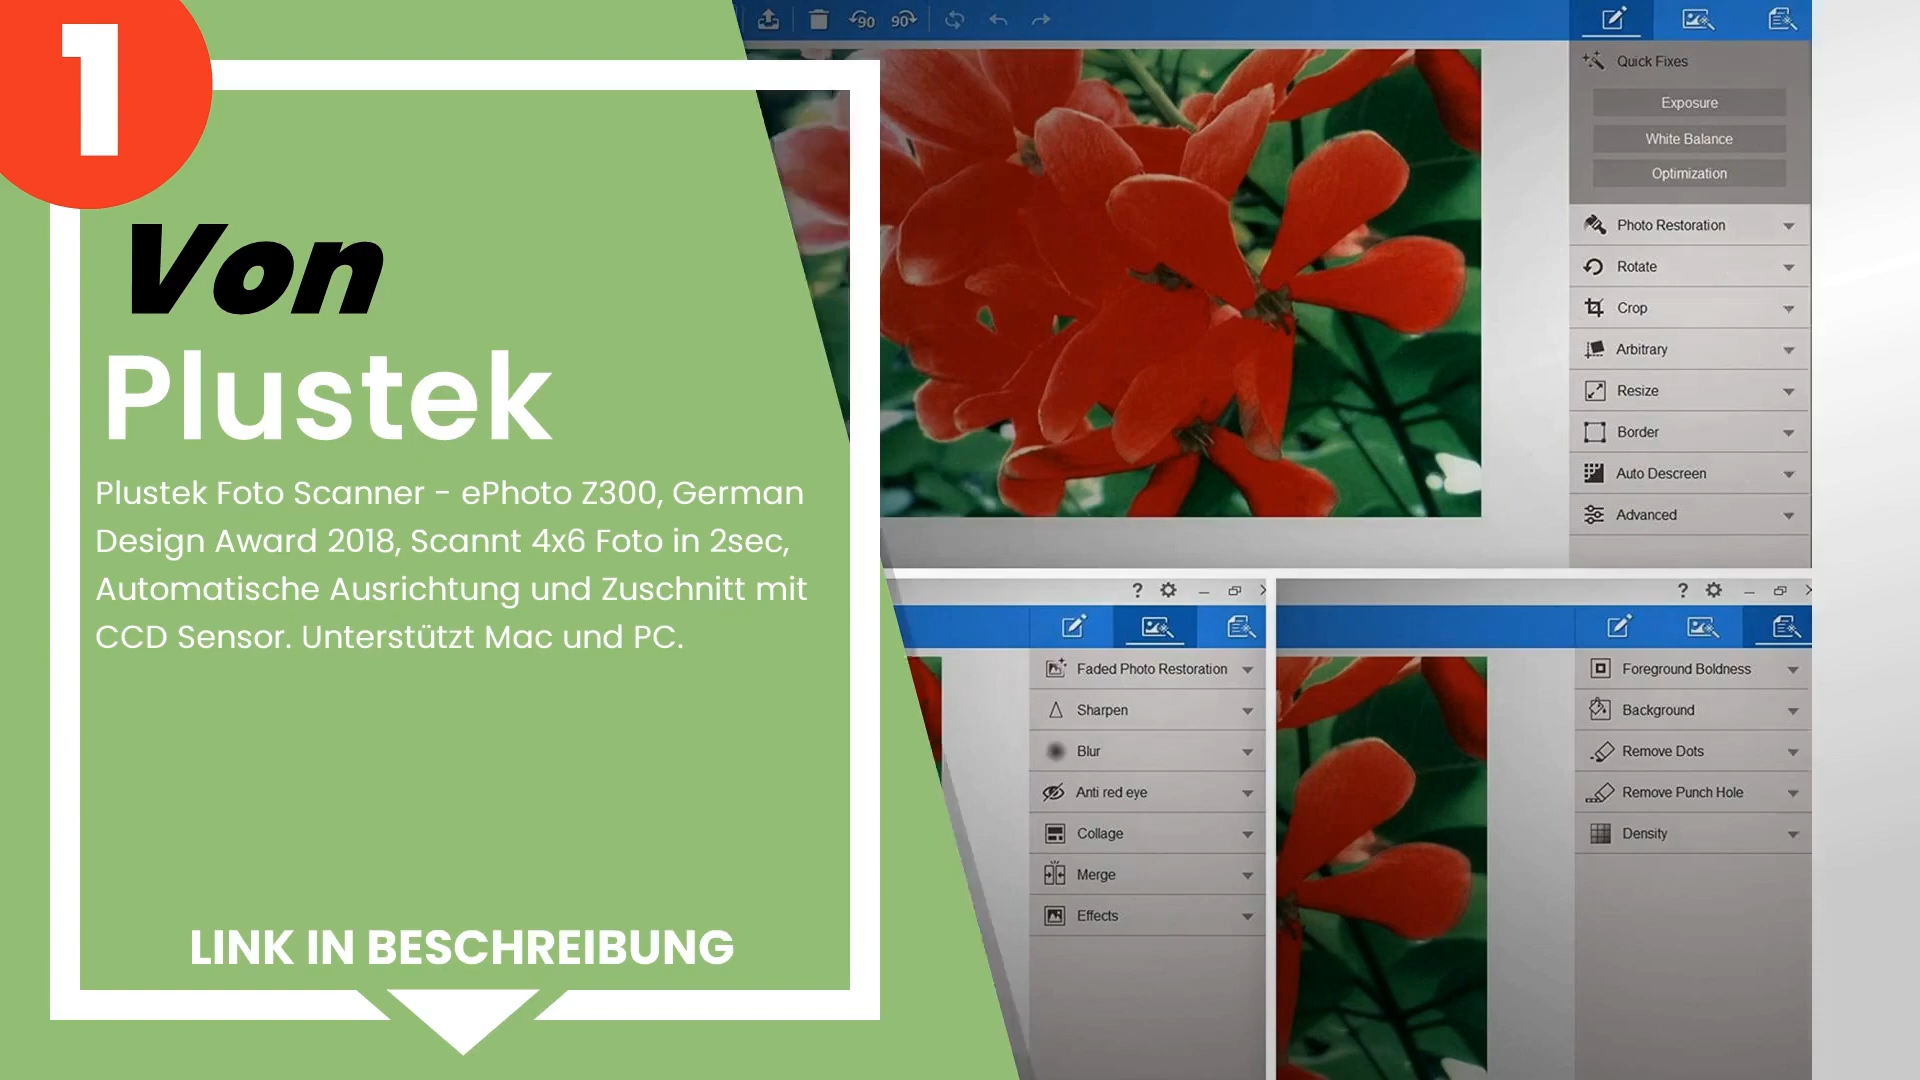 1
Von
Plustek
Plustek Foto Scanner - ePhoto Z300, German
Design Award 2018, Scannt 4x6 Foto in 2sec,
Automatische Ausrichtung und Zuschnitt mit
CCD Sensor. Unterstützt Mac und PC.
LINK IN BESCHREIBUNG
90 90
Quick Fixes
Exposure
White Balance
Optimization
Photo Restoration
Rotate
Crop
Arbitrary
Resize
Border
Auto Descreen
Advanced
?
Faded Photo Restoration
Sharpen
Blur
Anti red eye
Collage
Merge
Effects
?
Foreground Boldness
Background
Remove Dots
Remove Punch Hole
Density